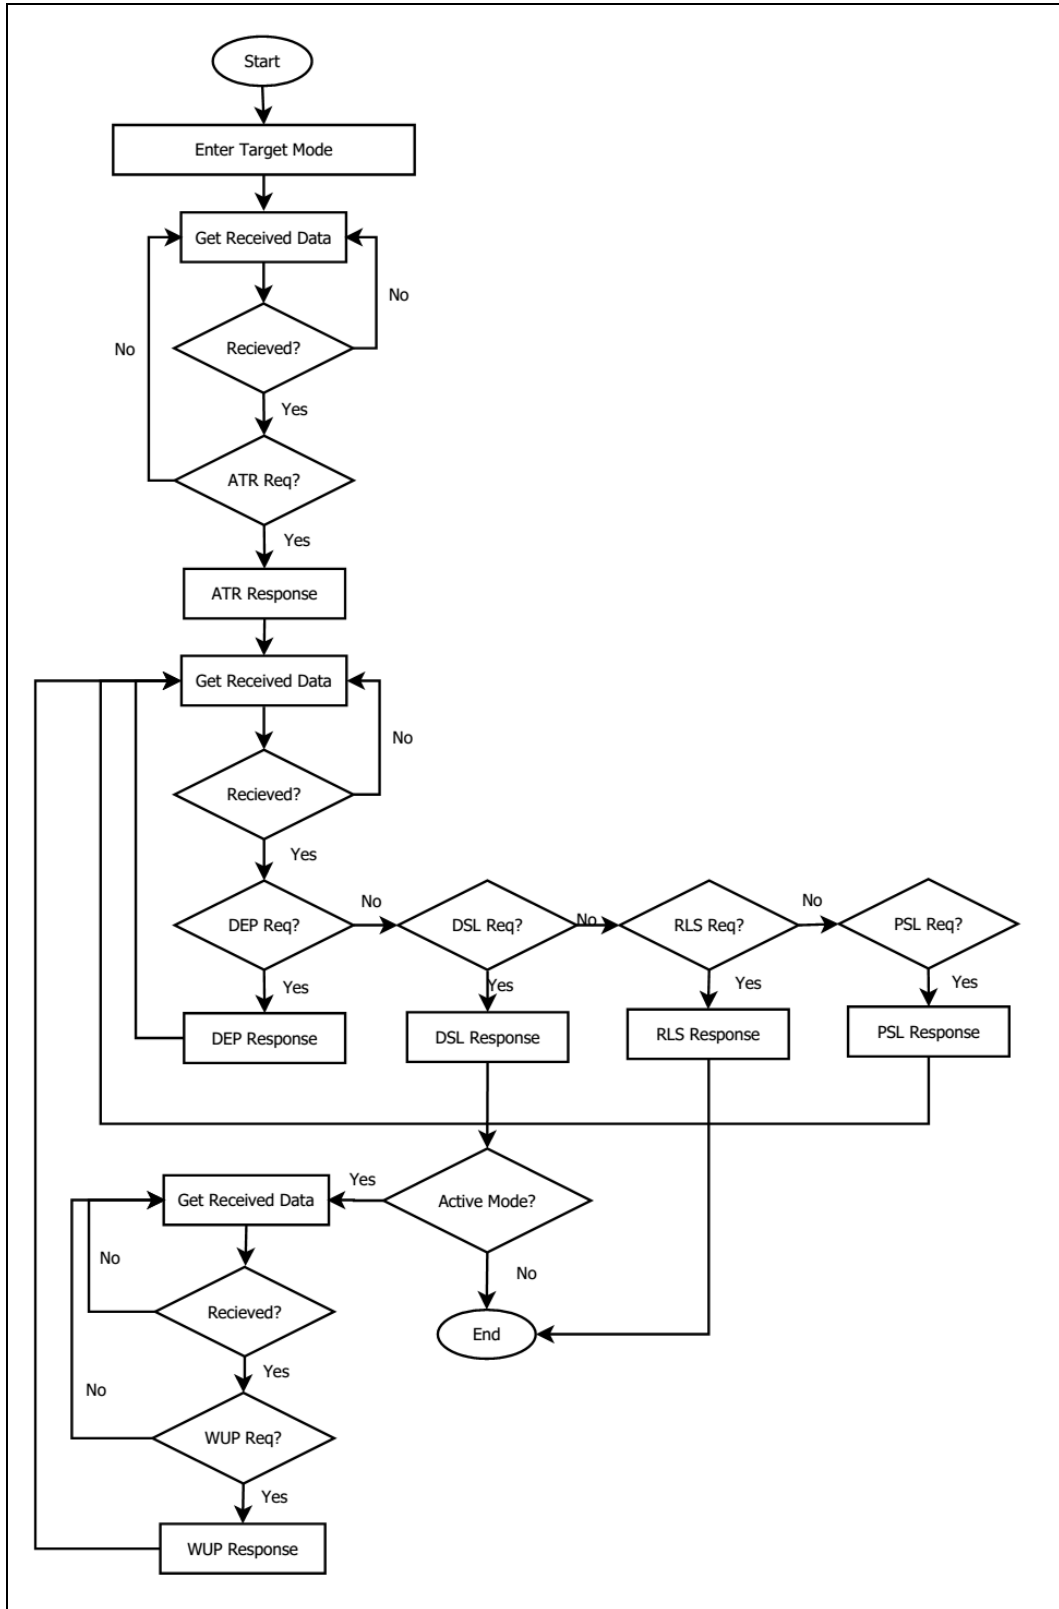 Start
Enter Target Mode
Get Received Data
No
Recieved?
No
Yes
ATR Req?
Yes
ATR Response
Get Received Data
No
Recieved?
Yes
DEP Req?
No
DSL Req?
No
RLS Req?
No
PSL Req?
Yes
Yes
Yes
Yes
DEP Response
DSL Response
RLS Response
PSL Response
Yes
Get Received Data
Active Mode?
No
No
Recieved?
End
Yes
No
WUP Req?
Yes
WUP Response